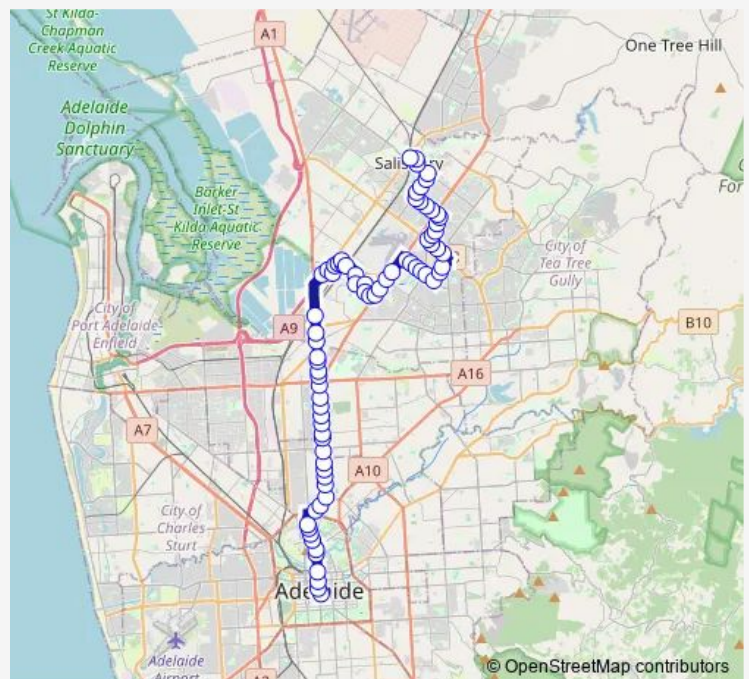 St Kilda-
Chapman
Creek Aquatic
Reserve
A1
One Tree Hill
Adelaide
Dolphin
Sanctuary
Salisbury
For
Barker
Inlet-St
Kilda Aquatic
Reserve
City of
Tea Tree
Gully
City of
Port Adelaide
Enfield
A9
B10
A16
A7
A10
City of
Charles
Sturt
Adelaide
Adelaide
Airport
© OpenStreetMap contributors